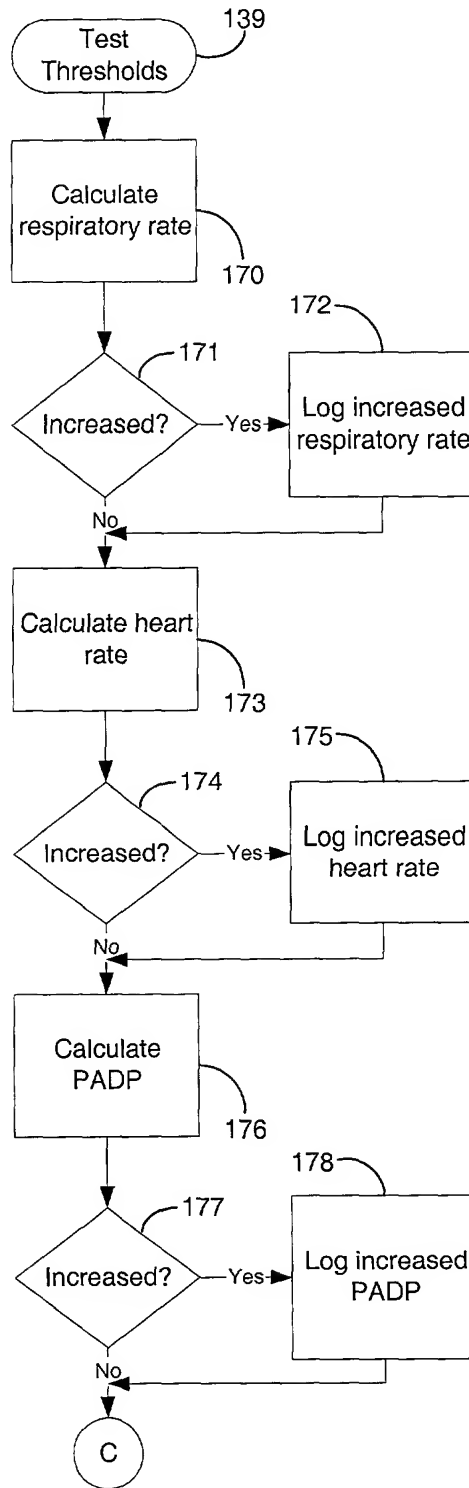 Test
Thresholds
139
Calculate
respiratory rate
170
171
172
Increased?
Yes
Log increased
respiratory rate
No
Calculate heart
rate
173
174
175
Increased?
Yes
Log increased
heart rate
No
Calculate
PADP
176
177
178
Increased?
Yes
Log increased
PADP
No
C